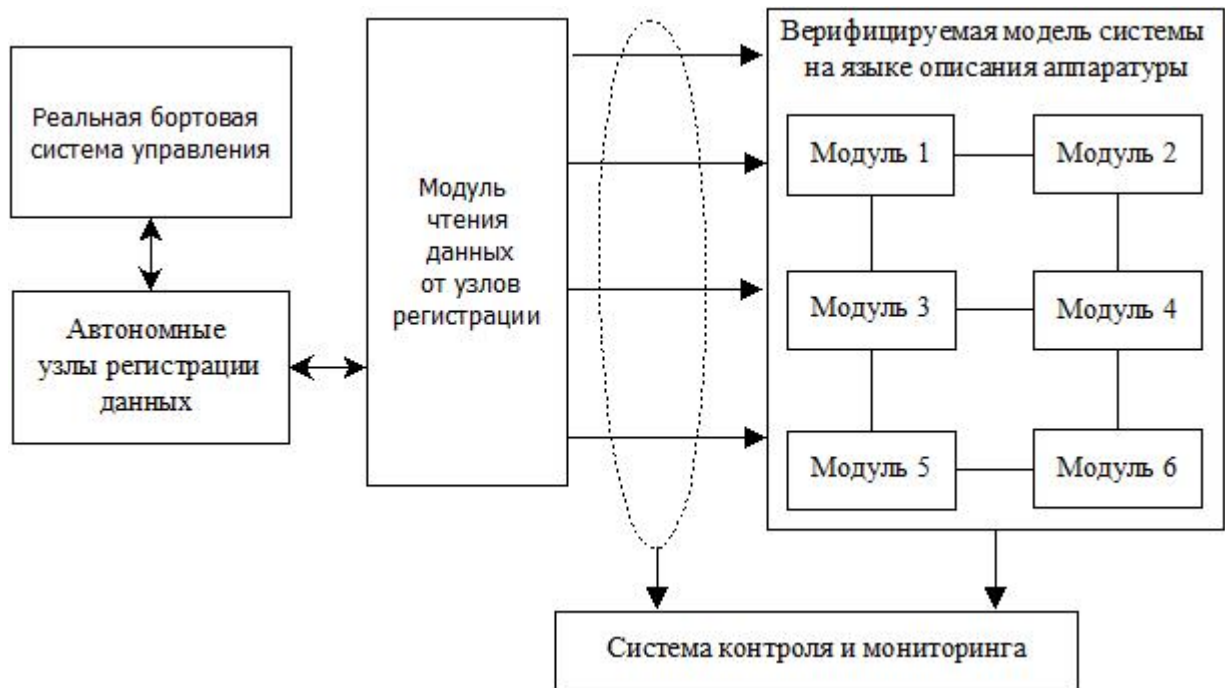 Реальная бортовая
система управления
Автономные
узлы регистрации
данных
Модуль
чтения
данных
от узлов
регистрации
Верифицируемая модель системы
на языке описания аппаратуры
Модуль 1
Модуль 2
Модуль 3
Модуль 4
Модуль 5
Модуль 6
Система контроля и мониторинга